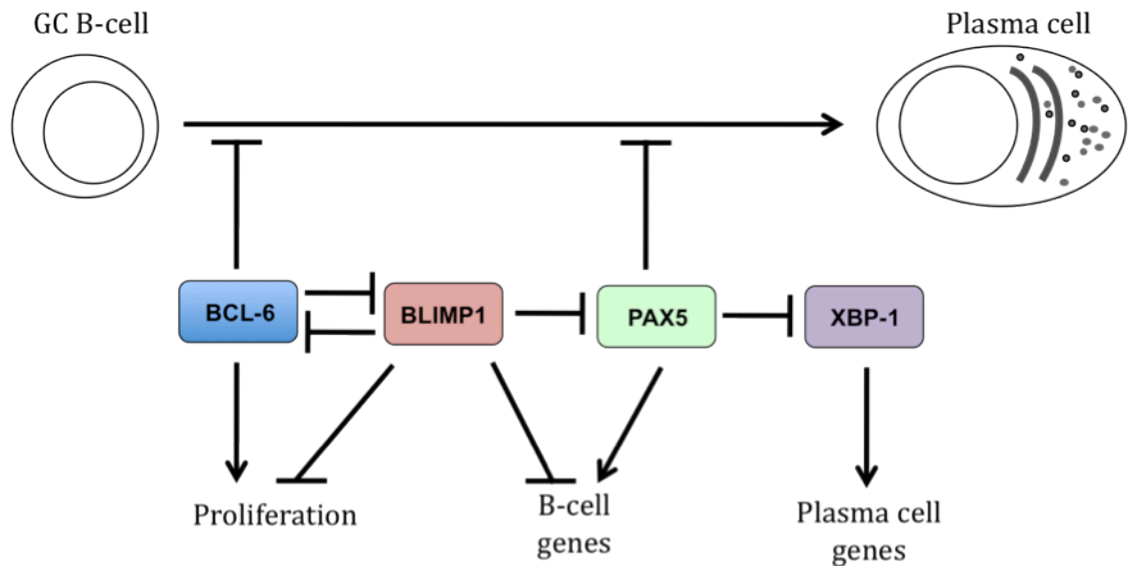 GC B-cell
Plasma cell
BCL-6
BLIMP1
PAX5
XBP-1
Proliferation
B-cell
genes
Plasma cell
genes